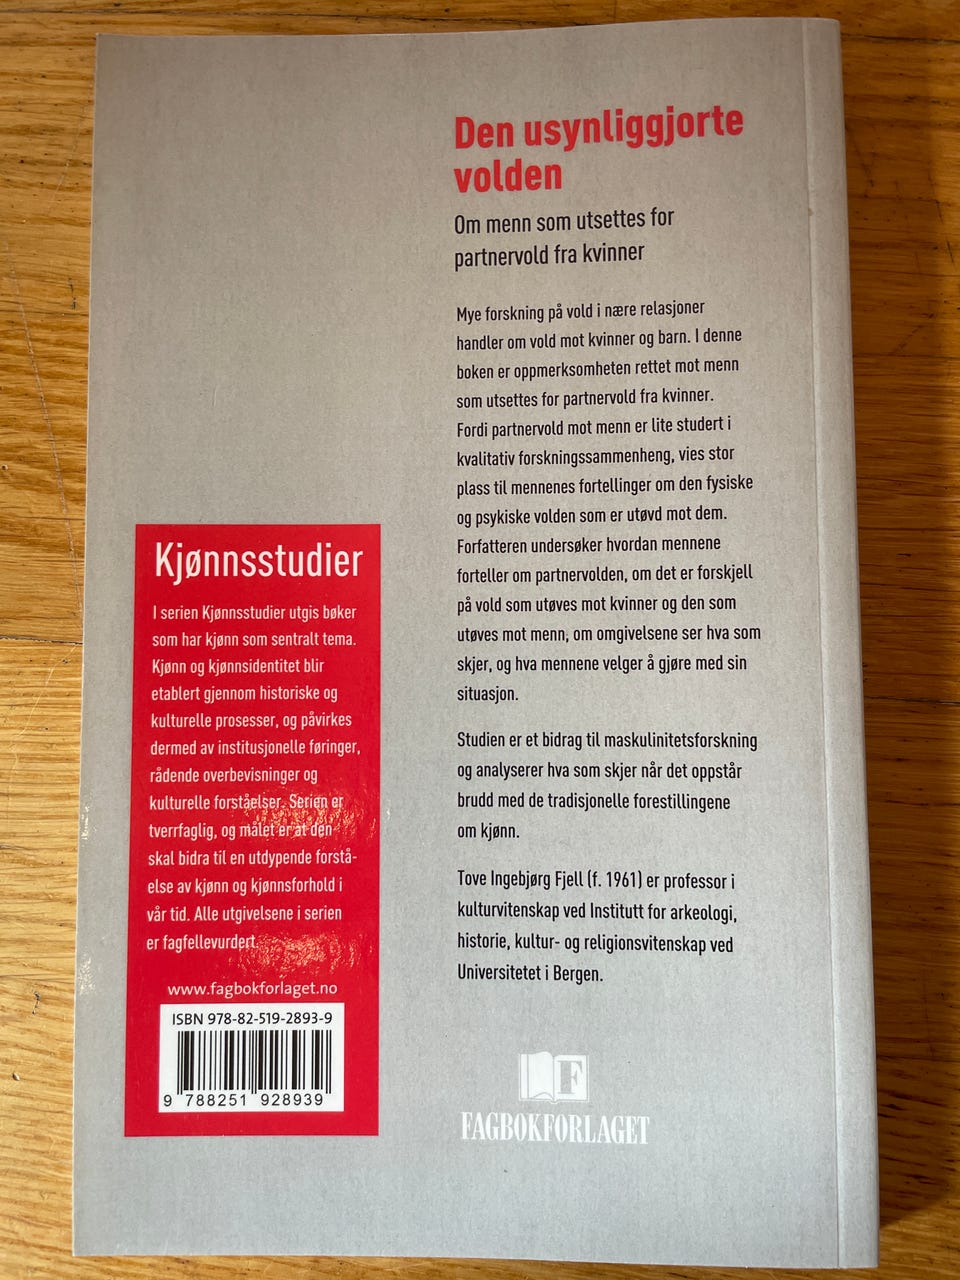 Den usynliggjorte
volden
Om menn som utsettes for
partnervold fra kvinner
Mye forskning på vold i nære relasjoner
handler om vold mot kvinner og barn. I denne
boken er oppmerksomheten rettet mot menn
som utsettes for partnervold fra kvinner.
Fordi partnervold mot menn er lite studert i
kvalitativ forskningssammenheng, vies stor
plass til mennenes fortellinger om den fysiske
og psykiske volden som er utøvd mot dem.
Forfatteren undersøker hvordan mennene
forteller om partnervolden, om det er forskjell
på vold som utøves mot kvinner og den som
utøves mot menn, om omgivelsene ser hva som
skjer, og hva mennene velger å gjøre med sin
situasjon.
Studien er et bidrag til maskulinitetsforskning
og analyserer hva som skjer når det oppstår
brudd med de tradisjonelle forestillingene
om kjønn.
Tove Ingebjørg Fjell (f. 1961) er professor i
kulturvitenskap ved Institutt for arkeologi,
historie, kultur- og religionsvitenskap ved
Universitetet i Bergen.
F
FAGBOKFORLAGET
Kjønnsstudier
I serien Kjønnsstudier utgis bøker
som har kjønn som sentralt tema.
Kjønn og kjønnsidentitet blir
etablert gjennom historiske og
kulturelle prosesser, og påvirkes
dermed av institusjonelle føringer,
rådende overbevisninger og
kulturelle forståelser. Serien er
tverrfaglig, og målet er at den
skal bidra til en utdypende forstå-
else av kjønn og kjønnsforhold i
vår tid. Alle utgivelsene i serien
er fagfellevurdert.
www.fagbokforlaget.no
ISBN 978-82-519-2893-9
9 788251 928939